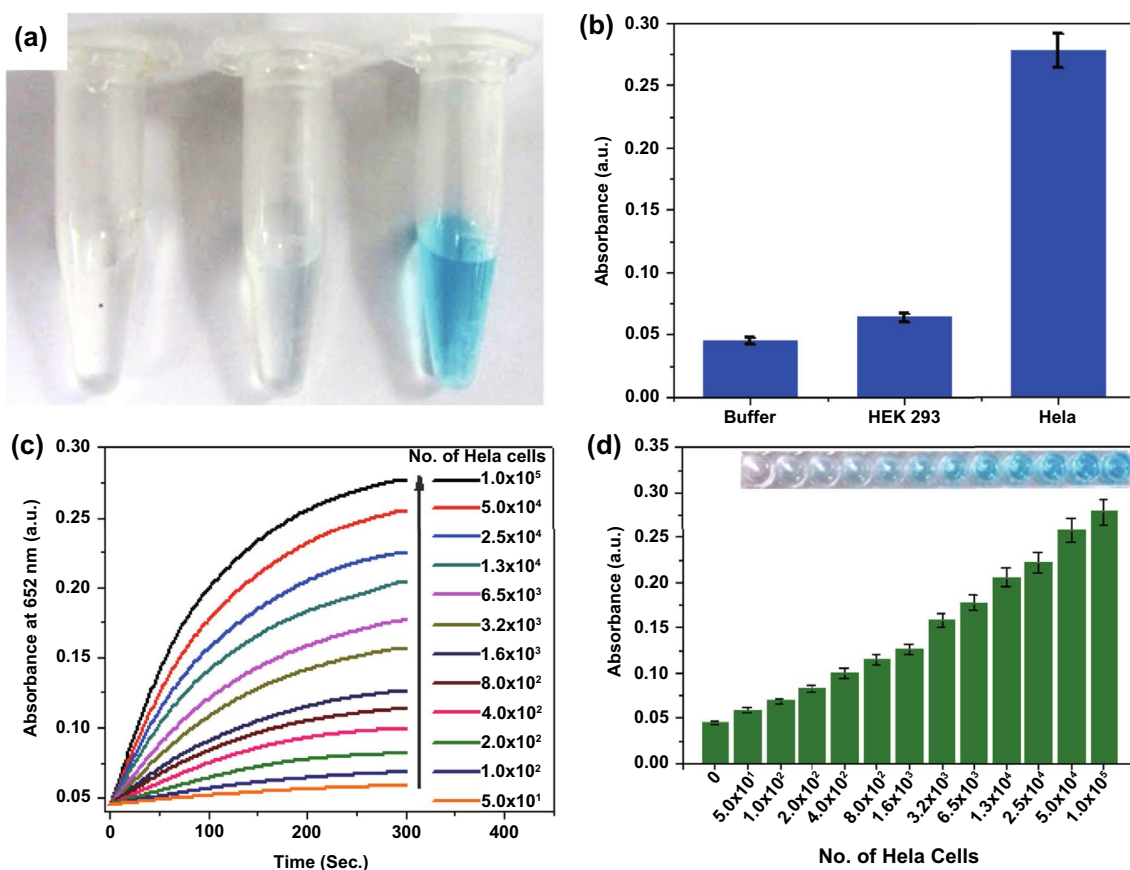 (a)
(b)
0.30
0.25
0.20
0.15
0.10
0.05
0.00
Absorbance (a.u.)
Buffer
HEK 293
Hela
(c)
0.30
0.25
0.20
0.15
0.10
0.05
Absorbance at 652 nm (a.u.)
0
100
200
300
400
Time (Sec.)
No. of Hela cells
1.0x10⁵
5.0x10⁴
2.5x10⁴
1.3x10⁴
6.5x10³
3.2x10³
1.6x10³
8.0x10²
4.0x10²
2.0x10²
1.0x10²
5.0x10¹
(d)
0.35
0.30
0.25
0.20
0.15
0.10
0.05
0.00
Absorbance (a.u.)
0
5.0x10¹
1.0x10²
2.0x10²
4.0x10²
8.0x10²
1.6x10³
3.2x10³
6.5x10³
1.3x10⁴
2.5x10⁴
5.0x10⁴
1.0x10⁵
No. of Hela Cells